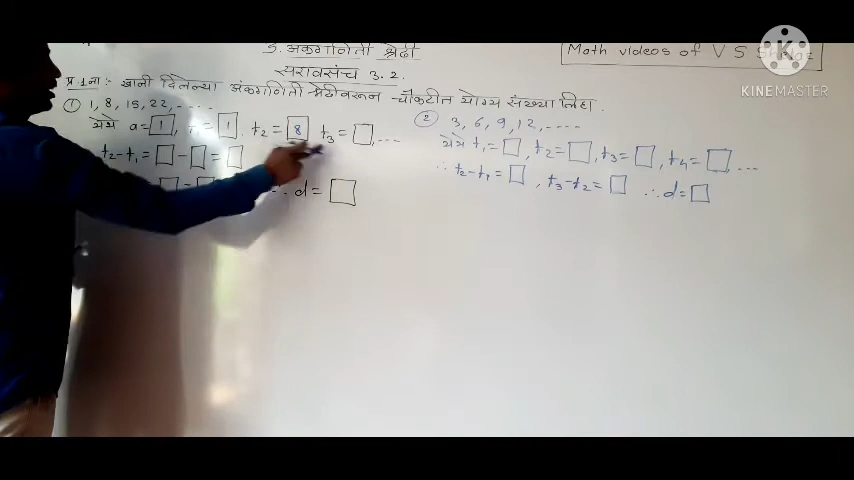 Math videos of V S S
KINEMASTER
3. अंकगणिती श्रेढी
सरावसंच 3.2.
प्र.1ला :- खाली दिलेल्या अंकगणिती श्रेढीवरून चौकटीत योग्य संख्या लिहा.
① 1, 8, 15, 22, ....
येथे a = 1, = 1, t₂ = 8 t₃ = □, ...
t₂-t₁ = □ - □ = □
∴ d = □
② 3, 6, 9, 12, ----
येथे t₁ = □, t₂ = □, t₃ = □, t₄ = □, ...
∴ t₂-t₁ = □, t₃-t₂ = □ ∴ d = □